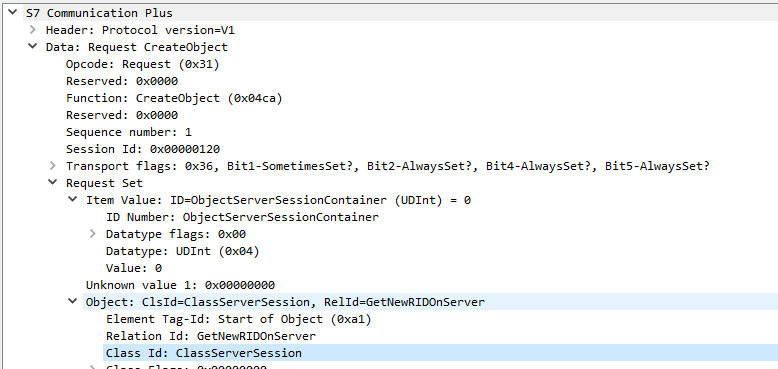 S7 Communication Plus
Header: Protocol version=V1
Data: Request CreateObject
Opcode: Request (0x31)
Reserved: 0x0000
Function: CreateObject (0x04ca)
Reserved: 0x0000
Sequence number: 1
Session Id: 0x00000120
Transport flags: 0x36, Bit1-SometimesSet?, Bit2-AlwaysSet?, Bit4-AlwaysSet?, Bit5-AlwaysSet?
Request Set
Item Value: ID=ObjectServerSessionContainer (UDInt) = 0
ID Number: ObjectServerSessionContainer
Datatype flags: 0x00
Datatype: UDInt (0x04)
Value: 0
Unknown value 1: 0x00000000
Object: ClsId=ClassServerSession, RelId=GetNewRIDOnServer
Element Tag-Id: Start of Object (0xa1)
Relation Id: GetNewRIDOnServer
Class Id: ClassServerSession